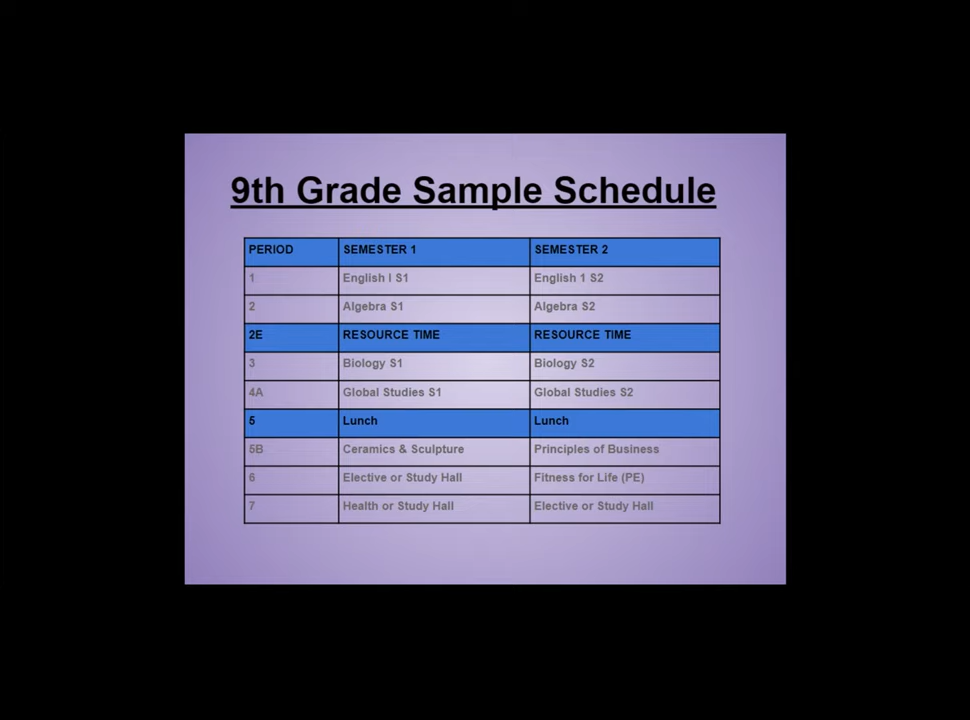 9th Grade Sample Schedule
PERIOD SEMESTER 1 SEMESTER 2
1 English I S1 English 1 S2
2 Algebra S1 Algebra S2
2E RESOURCE TIME RESOURCE TIME
3 Biology S1 Biology S2
4A Global Studies S1 Global Studies S2
5 Lunch Lunch
5B Ceramics & Sculpture Principles of Business
6 Elective or Study Hall Fitness for Life (PE)
7 Health or Study Hall Elective or Study Hall